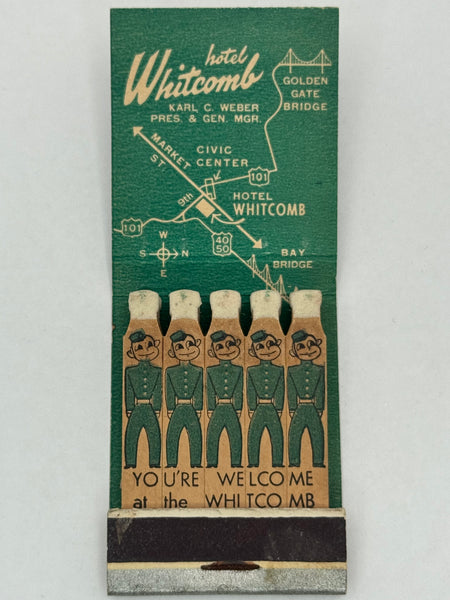 hotel
Whitcomb
KARL C. WEBER
PRES. & GEN. MGR.
GOLDEN
GATE
BRIDGE
MARKET
ST.
CIVIC
CENTER
101
9th
HOTEL
WHITCOMB
101
40
50
W
S N
E
BAY
BRIDGE
YOU'RE WELCOME
at the WHITCOMB